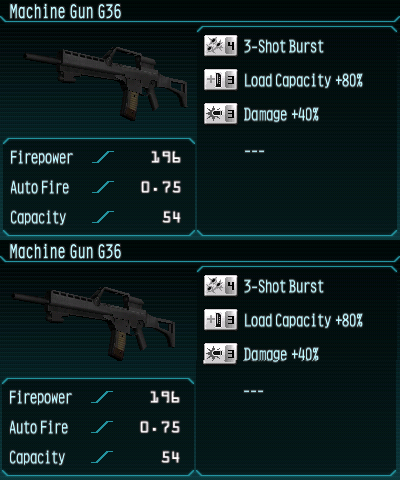 Machine Gun G36
4 3-Shot Burst
3 Load Capacity +80%
3 Damage +40%
---
Firepower 196
Auto Fire 0.75
Capacity 54
Machine Gun G36
4 3-Shot Burst
3 Load Capacity +80%
3 Damage +40%
---
Firepower 196
Auto Fire 0.75
Capacity 54